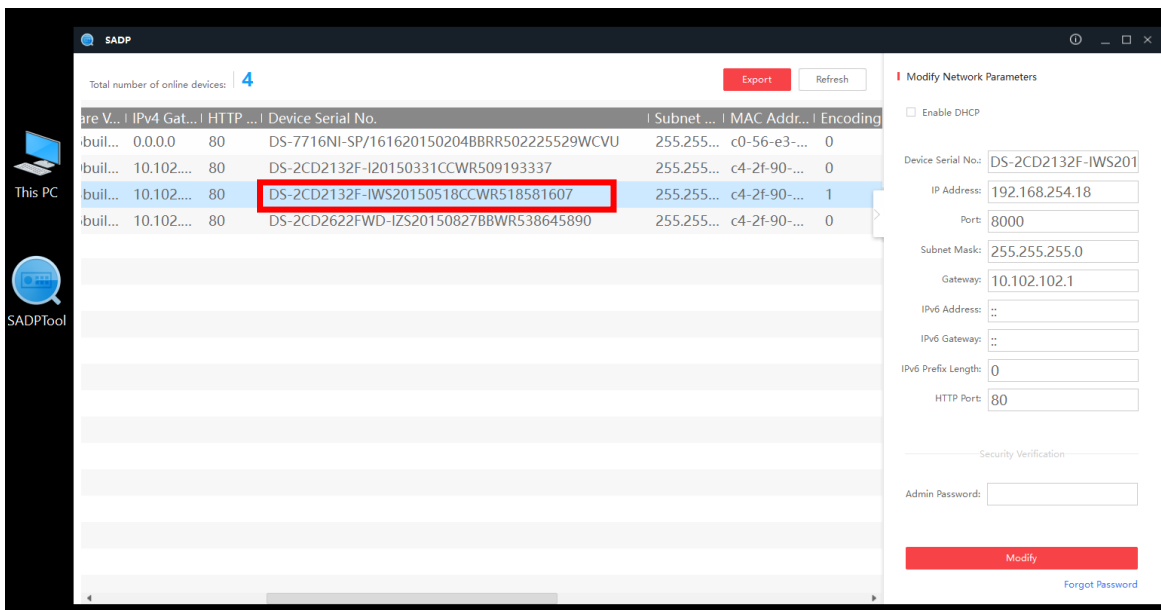 SADP
Total number of online devices: 4
Export
Refresh
are V... IPv4 Gat... HTTP ... Device Serial No. Subnet ... MAC Addr... Encoding
buil... 0.0.0.0 80 DS-7716NI-SP/161620150204BBRR502225529WCVU 255.255... c0-56-e3-... 0
buil... 10.102.... 80 DS-2CD2132F-I20150331CCWR509193337 255.255... c4-2f-90-... 0
buil... 10.102.... 80 DS-2CD2132F-IWS20150518CCWR518581607 255.255... c4-2f-90-... 1
buil... 10.102.... 80 DS-2CD2622FWD-IZS20150827BBWR538645890 255.255... c4-2f-90-... 0
This PC
SADPTool
Modify Network Parameters
Enable DHCP
Device Serial No.: DS-2CD2132F-IWS201
IP Address: 192.168.254.18
Port: 8000
Subnet Mask: 255.255.255.0
Gateway: 10.102.102.1
IPv6 Address: ::
IPv6 Gateway: ::
IPv6 Prefix Length: 0
HTTP Port: 80
Security Verification
Admin Password:
Modify
Forgot Password